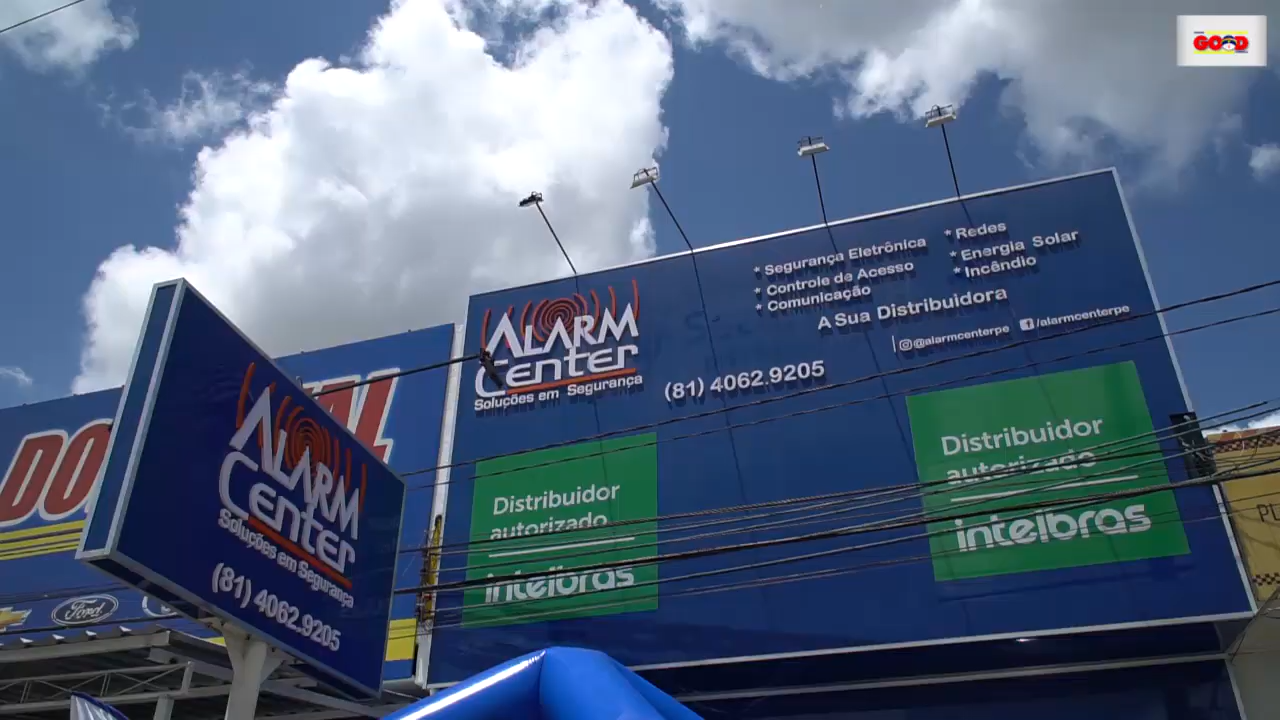 GOOD
* Segurança Eletrônica
* Controle de Acesso
* Comunicação
* Redes
* Energia Solar
* Incêndio
A Sua Distribuidora
@alarmcenterpe
/alarmcenterpe
ALARM
Center
Soluções em Segurança
(81) 4062.9205
Distribuidor
autorizado
intelbras
Distribuidor
autorizado
intelbras
ALARM
Center
Soluções em Segurança
(81) 4062.9205
Ford